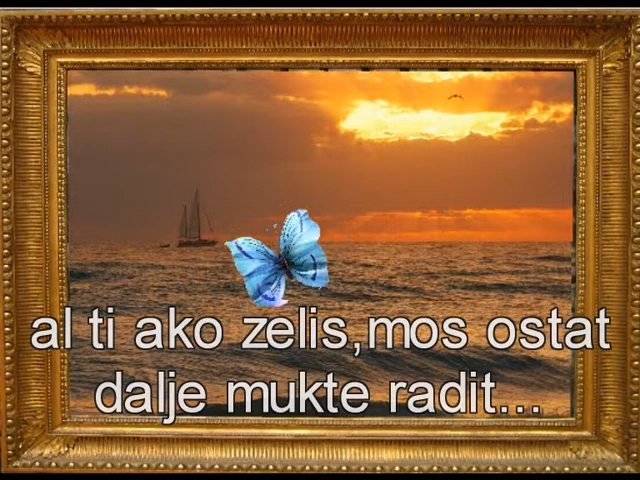 al ti ako zelis,mos ostat
dalje mukte radit...